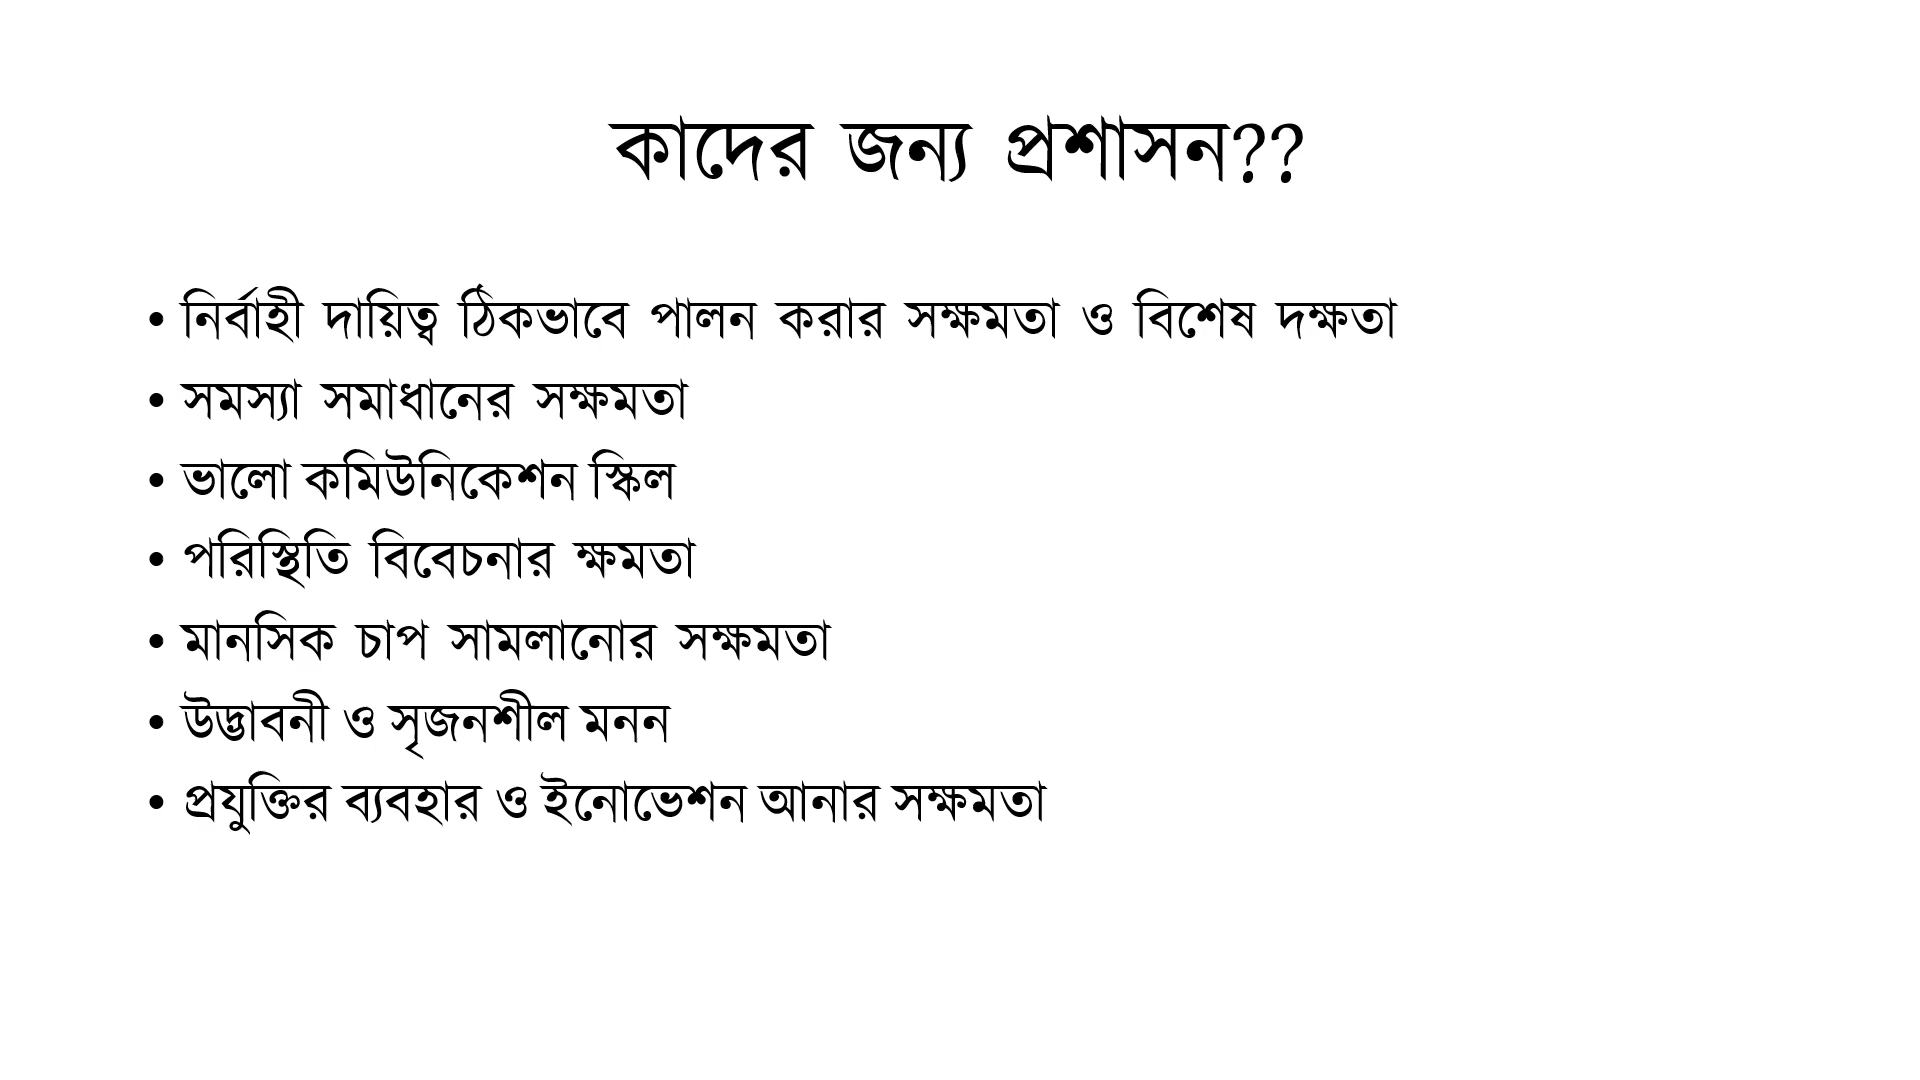 কাদের জন্য প্রশাসন??
• নির্বাহী দায়িত্ব ঠিকভাবে পালন করার সক্ষমতা ও বিশেষ দক্ষতা
• সমস্যা সমাধানের সক্ষমতা
• ভালো কমিউনিকেশন স্কিল
• পরিস্থিতি বিবেচনার ক্ষমতা
• মানসিক চাপ সামলানোর সক্ষমতা
• উদ্ভাবনী ও সৃজনশীল মনন
• প্রযুক্তির ব্যবহার ও ইনোভেশন আনার সক্ষমতা